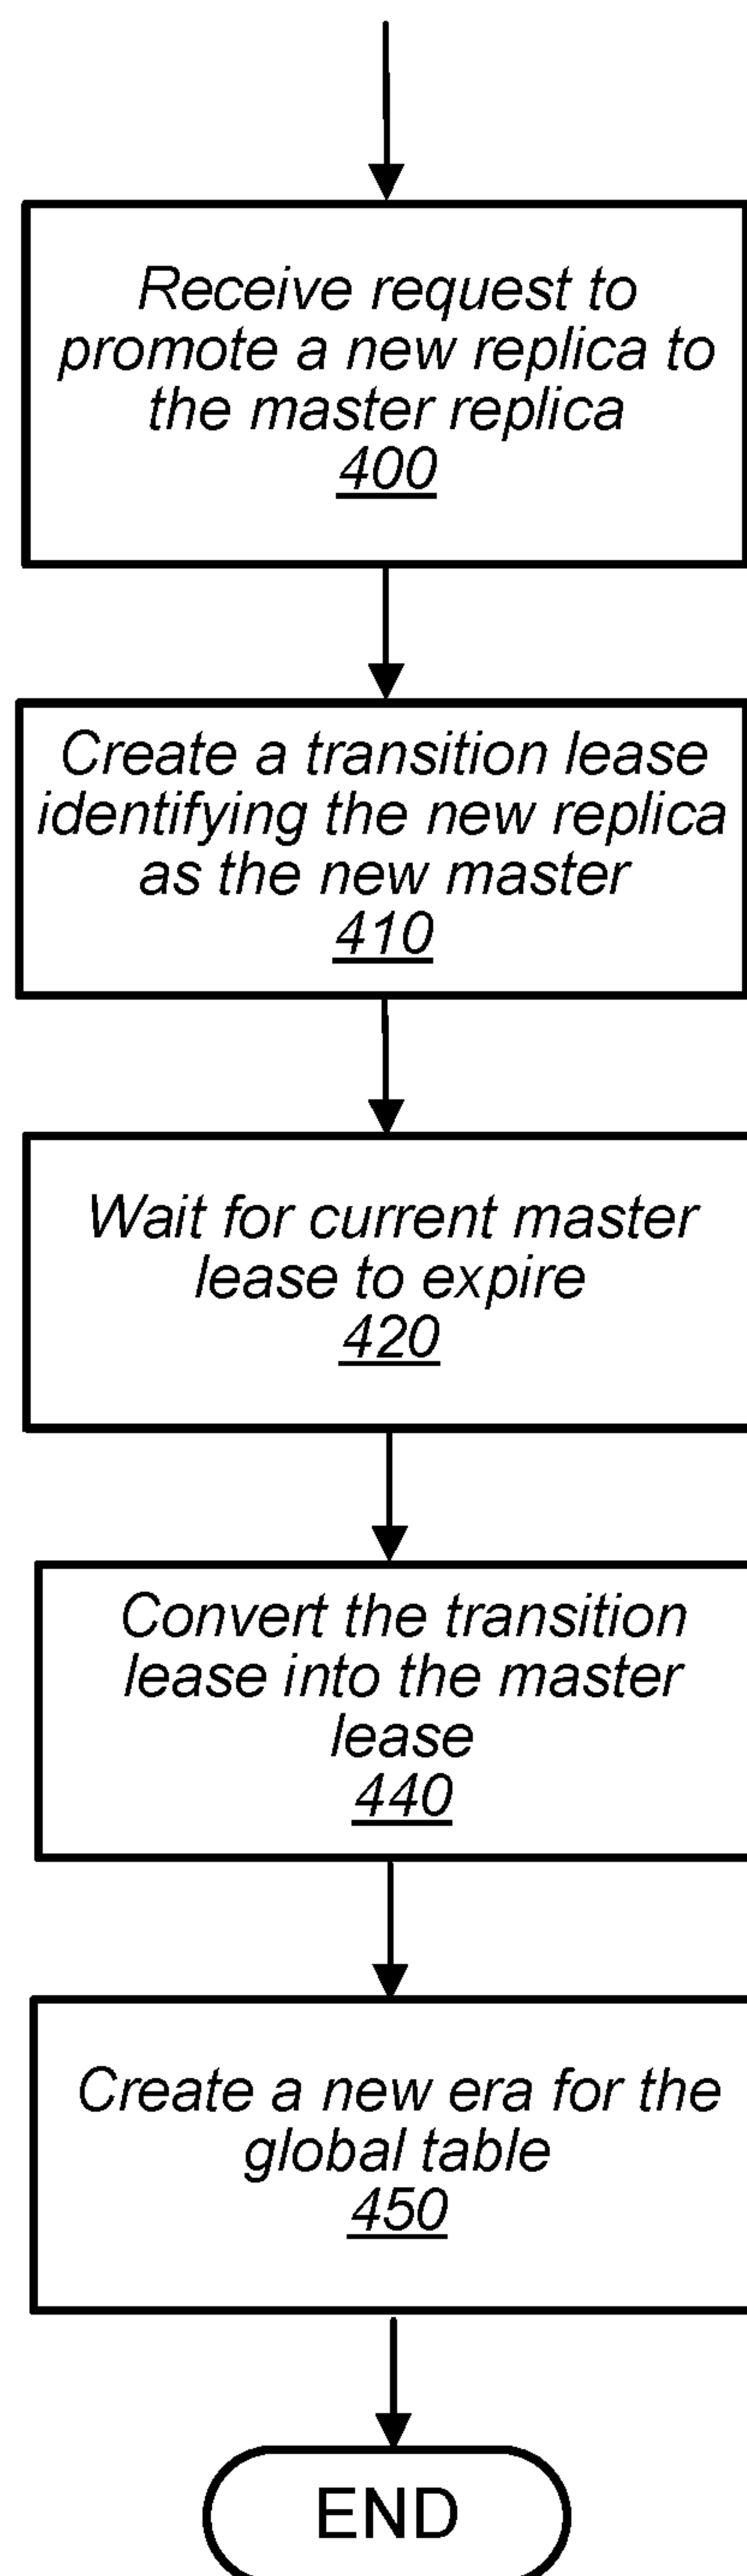 Receive request to
promote a new replica to
the master replica
400
Create a transition lease
identifying the new replica
as the new master
410
Wait for current master
lease to expire
420
Convert the transition
lease into the master
lease
440
Create a new era for the
global table
450
END